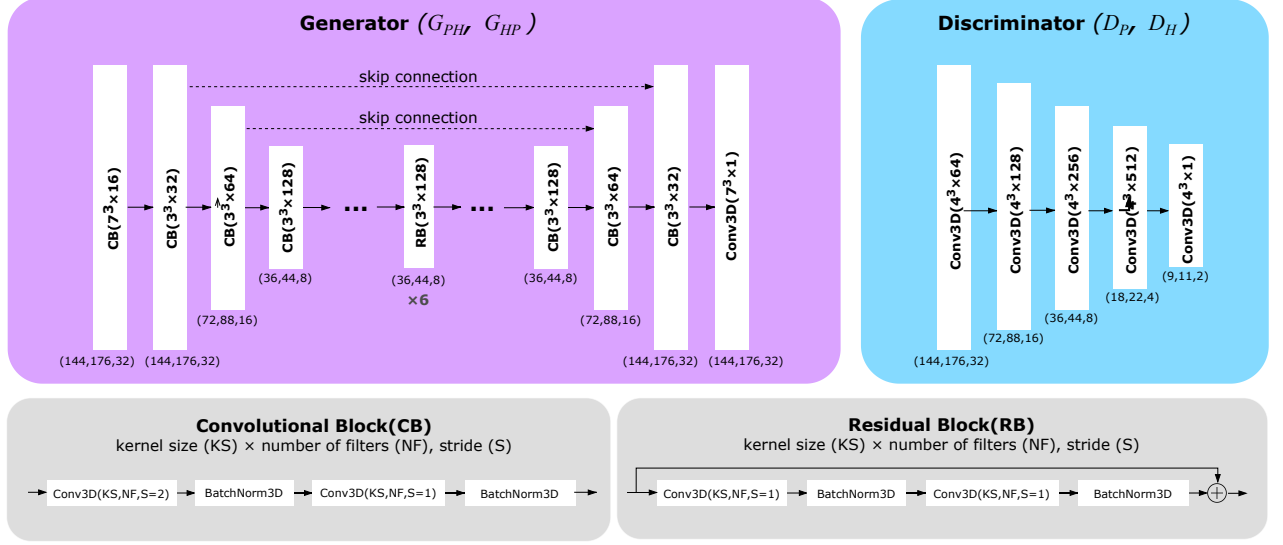 Generator (G_PH, G_HP)
skip connection
skip connection
CB(7³×16)
CB(3³×32)
CB(3³×64)
CB(3³×128)
...
RB(3³×128)
...
CB(3³×128)
CB(3³×64)
CB(3³×32)
Conv3D(7³×1)
(36,44,8)
(36,44,8)
(36,44,8)
×6
(72,88,16)
(72,88,16)
(144,176,32)
(144,176,32)
(144,176,32)
(144,176,32)
Discriminator (D_P, D_H)
Conv3D(4³×64)
Conv3D(4³×128)
Conv3D(4³×256)
Conv3D(4³×512)
Conv3D(4³×1)
(9,11,2)
(18,22,4)
(36,44,8)
(72,88,16)
(144,176,32)
Convolutional Block(CB)
kernel size (KS) × number of filters (NF), stride (S)
Conv3D(KS,NF,S=2)
BatchNorm3D
Conv3D(KS,NF,S=1)
BatchNorm3D
Residual Block(RB)
kernel size (KS) × number of filters (NF), stride (S)
Conv3D(KS,NF,S=1)
BatchNorm3D
Conv3D(KS,NF,S=1)
BatchNorm3D
+